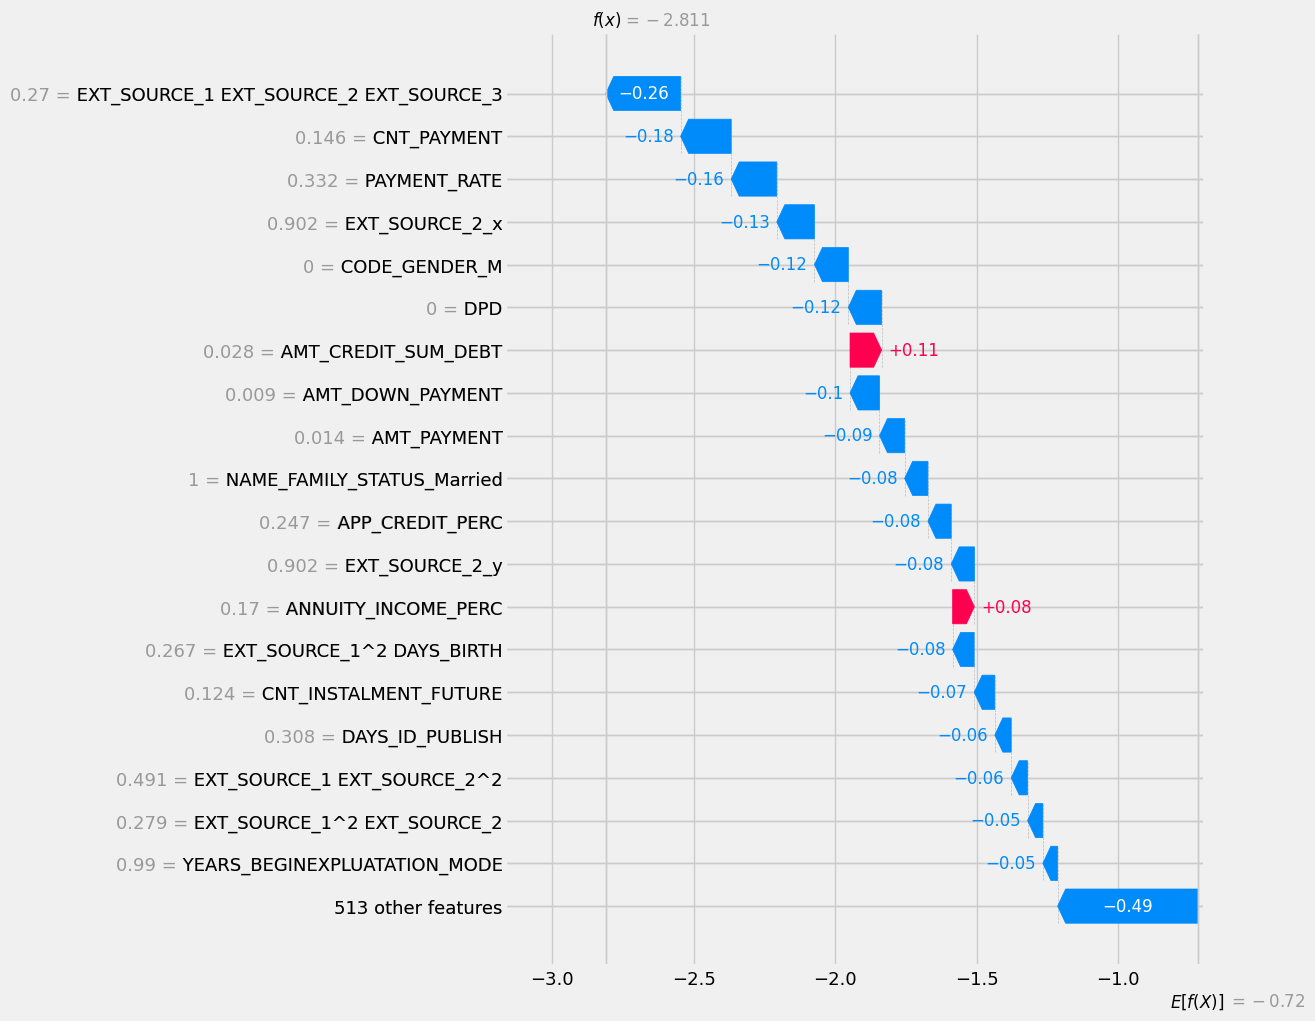 f(x) = −2.811
0.27 = EXT_SOURCE_1 EXT_SOURCE_2 EXT_SOURCE_3 −0.26
0.146 = CNT_PAYMENT −0.18
0.332 = PAYMENT_RATE −0.16
0.902 = EXT_SOURCE_2_x −0.13
0 = CODE_GENDER_M −0.12
0 = DPD −0.12
0.028 = AMT_CREDIT_SUM_DEBT +0.11
0.009 = AMT_DOWN_PAYMENT −0.1
0.014 = AMT_PAYMENT −0.09
1 = NAME_FAMILY_STATUS_Married −0.08
0.247 = APP_CREDIT_PERC −0.08
0.902 = EXT_SOURCE_2_y −0.08
0.17 = ANNUITY_INCOME_PERC +0.08
0.267 = EXT_SOURCE_1^2 DAYS_BIRTH −0.08
0.124 = CNT_INSTALMENT_FUTURE −0.07
0.308 = DAYS_ID_PUBLISH −0.06
0.491 = EXT_SOURCE_1 EXT_SOURCE_2^2 −0.06
0.279 = EXT_SOURCE_1^2 EXT_SOURCE_2 −0.05
0.99 = YEARS_BEGINEXPLUATATION_MODE −0.05
513 other features −0.49
−3.0 −2.5 −2.0 −1.5 −1.0
E[f(X)] = −0.72